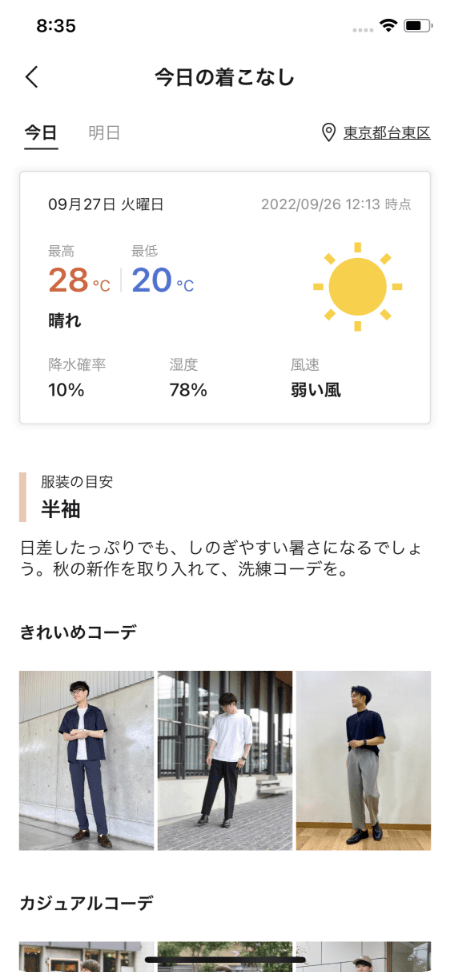 8:35
今日の着こなし
今日 明日 東京都台東区
09月27日 火曜日 2022/09/26 12:13 時点
最高 最低
28 °C 20 °C
晴れ
降水確率 湿度 風速
10% 78% 弱い風
服装の目安
半袖
日差したっぷりでも、しのぎやすい暑さになるでしょ
う。秋の新作を取り入れて、洗練コーデを。
きれいめコーデ
カジュアルコーデ